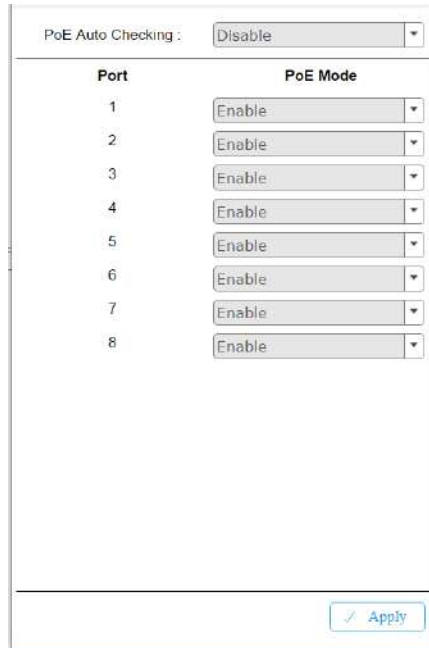 PoE Auto Checking : Disable
Port PoE Mode
1 Enable
2 Enable
3 Enable
4 Enable
5 Enable
6 Enable
7 Enable
8 Enable
Apply